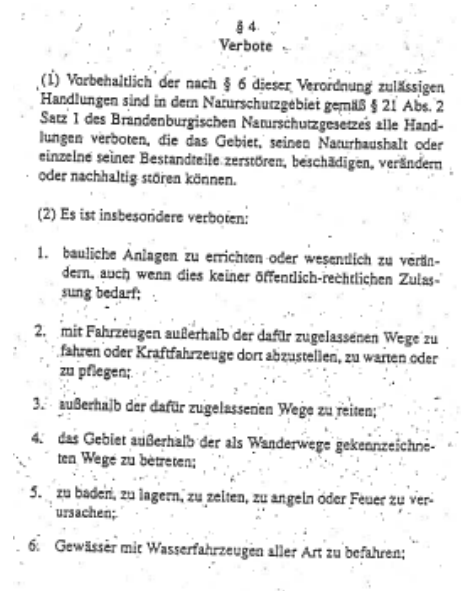 § 4
Verbote
(1) Vorbehaltlich der nach § 6 dieser Verordnung zulässigen
Handlungen sind in dem Naturschutzgebiet gemäß § 21 Abs. 2
Satz 1 des Brandenburgischen Naturschutzgesetzes alle Hand-
lungen verboten, die das Gebiet, seinen Naturhaushalt oder
einzelne seiner Bestandteile zerstören, beschädigen, verändern
oder nachhaltig stören können.
(2) Es ist insbesondere verboten:
1. bauliche Anlagen zu errichten oder wesentlich zu verän-
dern, auch wenn dies keiner öffentlich-rechtlichen Zulas-
sung bedarf;
2. mit Fahrzeugen außerhalb der dafür zugelassenen Wege zu
fahren oder Kraftfahrzeuge dort abzustellen, zu warten oder
zu pflegen;
3. außerhalb der dafür zugelassenen Wege zu reiten;
4. das Gebiet außerhalb der als Wanderwege gekennzeichne-
ten Wege zu betreten;
5. zu baden, zu lagern, zu zelten, zu angeln oder Feuer zu ver-
ursachen;
6. Gewässer mit Wasserfahrzeugen aller Art zu befahren;